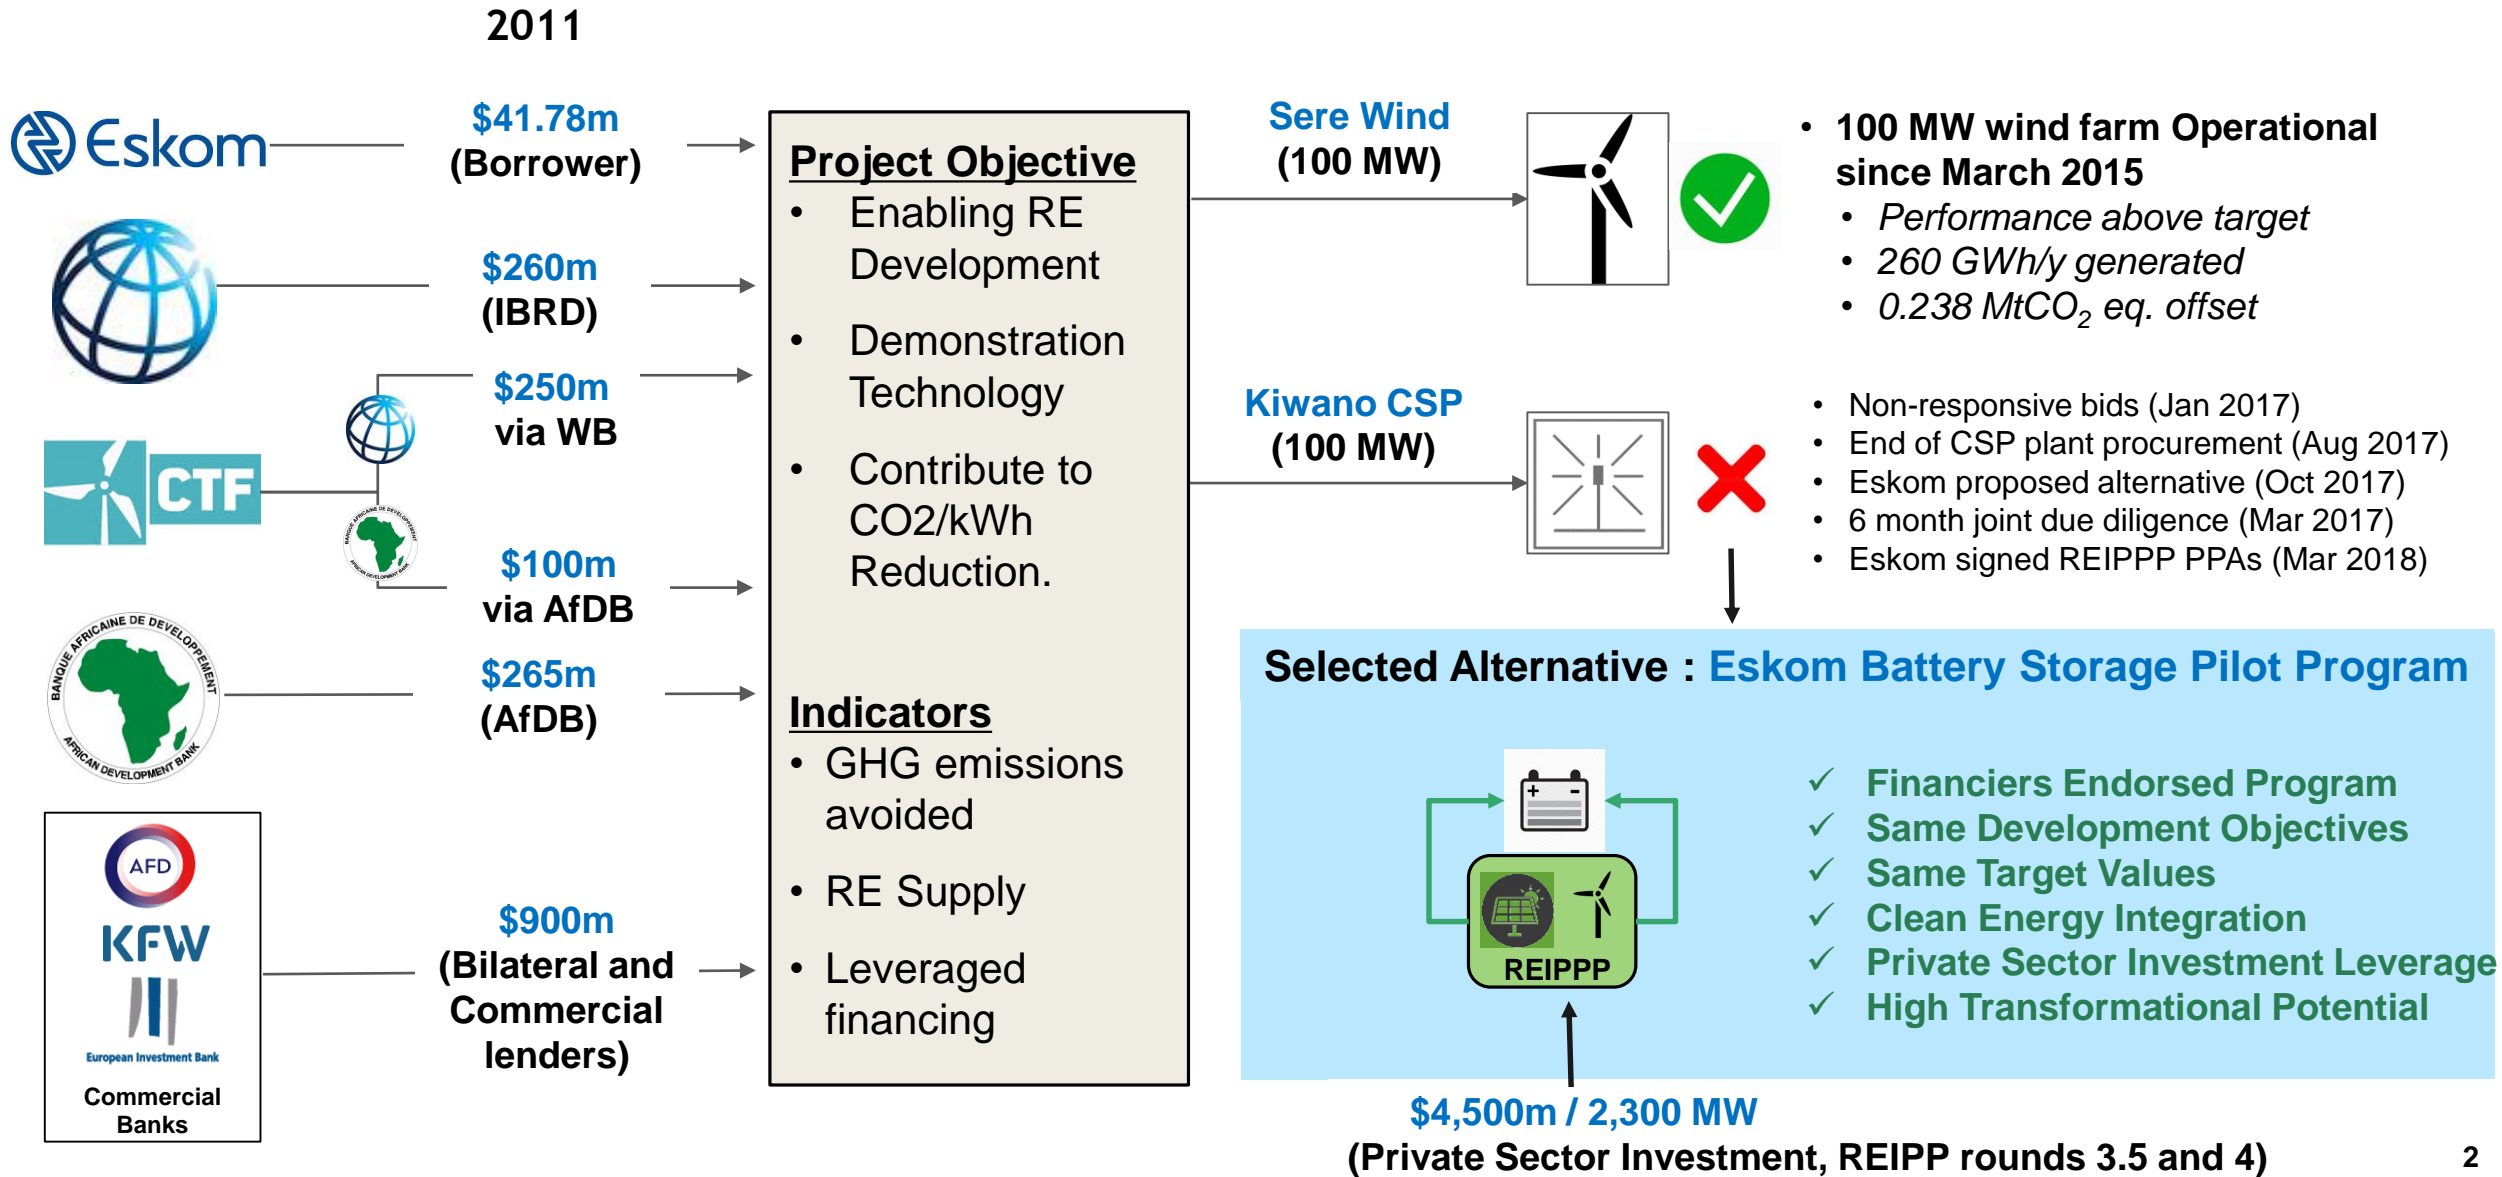 2011
Eskom
$41.78m
(Borrower)
$260m
(IBRD)
$250m
via WB
CTF
BANQUE AFRICAINE DE DEVELOPPEMENT
AFRICAN DEVELOPMENT BANK
$100m
via AfDB
BANQUE AFRICAINE DE DEVELOPPEMENT
AFRICAN DEVELOPMENT BANK
$265m
(AfDB)
AFD
KFW
European Investment Bank
Commercial
Banks
$900m
(Bilateral and
Commercial
lenders)
Project Objective
• Enabling RE
Development
• Demonstration
Technology
• Contribute to
CO2/kWh
Reduction.
Indicators
• GHG emissions
avoided
• RE Supply
• Leveraged
financing
Sere Wind
(100 MW)
• 100 MW wind farm Operational
since March 2015
• Performance above target
• 260 GWh/y generated
• 0.238 MtCO₂ eq. offset
Kiwano CSP
(100 MW)
• Non-responsive bids (Jan 2017)
• End of CSP plant procurement (Aug 2017)
• Eskom proposed alternative (Oct 2017)
• 6 month joint due diligence (Mar 2017)
• Eskom signed REIPPP PPAs (Mar 2018)
Selected Alternative : Eskom Battery Storage Pilot Program
+ -
REIPPP
✓ Financiers Endorsed Program
✓ Same Development Objectives
✓ Same Target Values
✓ Clean Energy Integration
✓ Private Sector Investment Leverage
✓ High Transformational Potential
$4,500m / 2,300 MW
(Private Sector Investment, REIPP rounds 3.5 and 4)
2